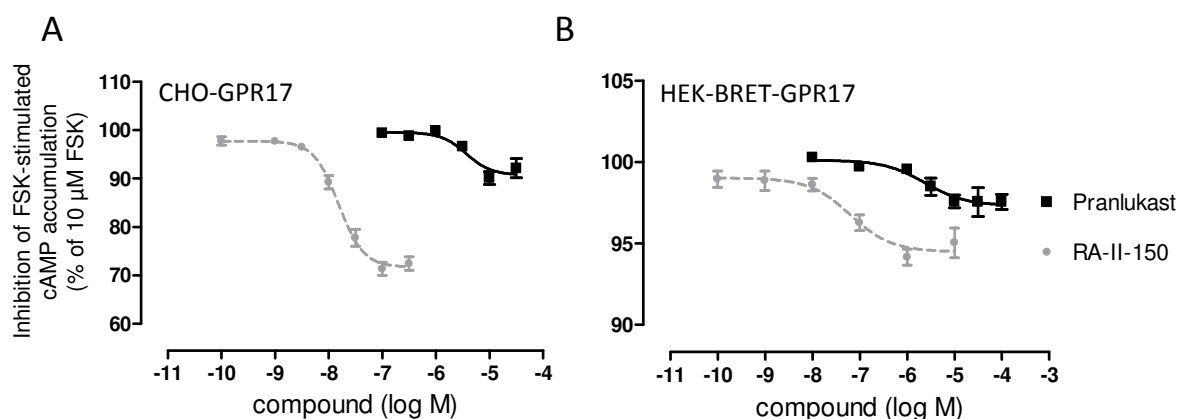 A
B
Inhibition of FSK-stimulated
cAMP accumulation
(% of 10 µM FSK)
110
100
90
80
70
60
CHO-GPR17
-11 -10 -9 -8 -7 -6 -5 -4
compound (log M)
105
100
95
90
HEK-BRET-GPR17
-11 -10 -9 -8 -7 -6 -5 -4 -3
compound (log M)
Pranlukast
RA-II-150